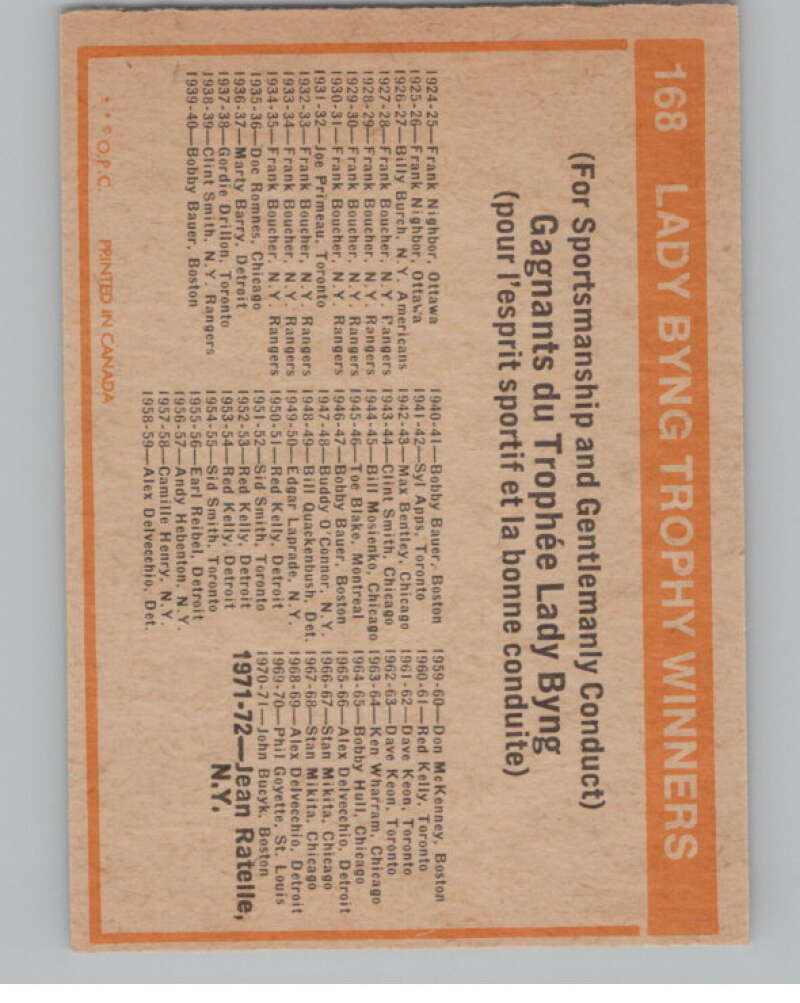 168 LADY BYNG TROPHY WINNERS
(For Sportsmanship and Gentlemanly Conduct)
Gagnants du Trophée Lady Byng
(pour l'esprit sportif et la bonne conduite)
1924-25—Frank Nighbor, Ottawa
1925-26—Frank Nighbor, Ottawa
1926-27—Billy Burch, N.Y. Americans
1927-28—Frank Boucher, N.Y. Rangers
1928-29—Frank Boucher, N.Y. Rangers
1929-30—Frank Boucher, N.Y. Rangers
1930-31—Frank Boucher, N.Y. Rangers
1931-32—Joe Primeau, Toronto
1932-33—Frank Boucher, N.Y. Rangers
1933-34—Frank Boucher, N.Y. Rangers
1934-35—Frank Boucher, N.Y. Rangers
1935-36—Doc Romnes, Chicago
1936-37—Marty Barry, Detroit
1937-38—Gordie Drillon, Toronto
1938-39—Clint Smith, N.Y. Rangers
1939-40—Bobby Bauer, Boston
1940-41—Bobby Bauer, Boston
1941-42—Syl Apps, Toronto
1942-43—Max Bentley, Chicago
1943-44—Clint Smith, Chicago
1944-45—Bill Mosienko, Chicago
1945-46—Toe Blake, Montreal
1946-47—Bobby Bauer, Boston
1947-48—Buddy O'Connor, N.Y.
1948-49—Bill Quackenbush, Det.
1949-50—Edgar Laprade, N.Y.
1950-51—Red Kelly, Detroit
1951-52—Sid Smith, Toronto
1952-53—Red Kelly, Detroit
1953-54—Red Kelly, Detroit
1954-55—Sid Smith, Toronto
1955-56—Earl Reibel, Detroit
1956-57—Andy Hebenton, N.Y.
1957-58—Camille Henry, N.Y.
1958-59—Alex Delvecchio, Det.
1959-60—Don McKenney, Boston
1960-61—Red Kelly, Toronto
1961-62—Dave Keon, Toronto
1962-63—Dave Keon, Toronto
1963-64—Ken Wharram, Chicago
1964-65—Bobby Hull, Chicago
1965-66—Alex Delvecchio, Detroit
1966-67—Stan Mikita, Chicago
1967-68—Stan Mikita, Chicago
1968-69—Alex Delvecchio, Detroit
1969-70—Phil Goyette, St. Louis
1970-71—John Bucyk, Boston
1971-72—Jean Ratelle,
N.Y.
* * © O.P.C. PRINTED IN CANADA